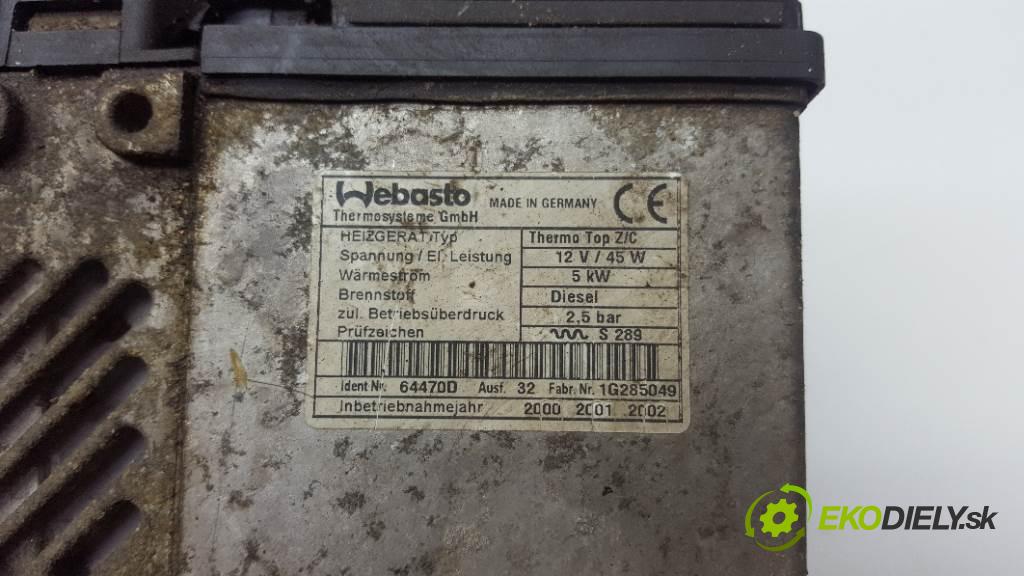 Webasto MADE IN GERMANY CE
Thermosysteme GmbH
HEIZGERÄT/Typ Thermo Top Z/C
Spannung / El. Leistung 12 V / 45 W
Wärmestrom 5 kW
Brennstoff Diesel
zul. Betriebsüberdruck 2,5 bar
Prüfzeichen S 289
Ident Nr. 64470D Ausf. 32 Fabr. Nr. 1G285049
Inbetriebnahmejahr 2000 2001 2002
EKODIELY.sk